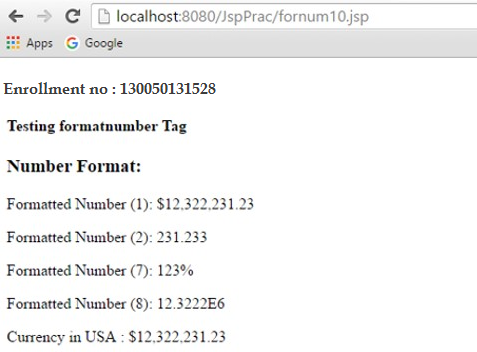 localhost:8080/JspPrac/fornum10.jsp
Apps Google
Enrollment no : 130050131528
Testing formatnumber Tag
Number Format:
Formatted Number (1): $12,322,231.23
Formatted Number (2): 231.233
Formatted Number (7): 123%
Formatted Number (8): 12.3222E6
Currency in USA : $12,322,231.23